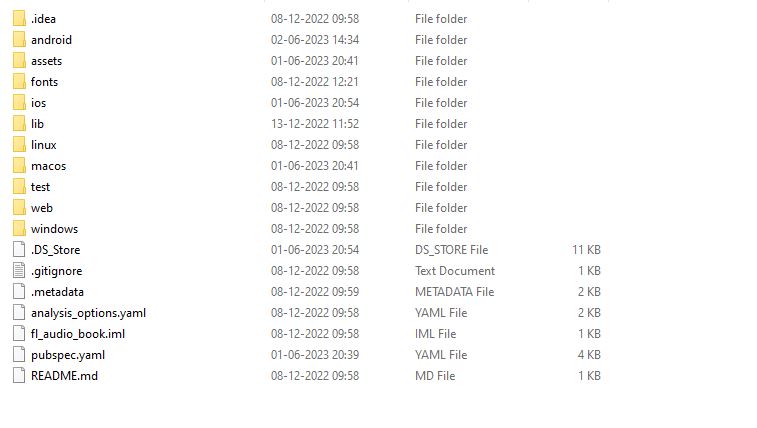 .idea 08-12-2022 09:58 File folder
android 02-06-2023 14:34 File folder
assets 01-06-2023 20:41 File folder
fonts 08-12-2022 12:21 File folder
ios 01-06-2023 20:54 File folder
lib 13-12-2022 11:52 File folder
linux 08-12-2022 09:58 File folder
macos 01-06-2023 20:41 File folder
test 08-12-2022 09:58 File folder
web 08-12-2022 09:58 File folder
windows 08-12-2022 09:58 File folder
.DS_Store 01-06-2023 20:54 DS_STORE File 11 KB
.gitignore 08-12-2022 09:58 Text Document 1 KB
.metadata 08-12-2022 09:59 METADATA File 2 KB
analysis_options.yaml 08-12-2022 09:58 YAML File 2 KB
fl_audio_book.iml 08-12-2022 09:58 IML File 1 KB
pubspec.yaml 01-06-2023 20:39 YAML File 4 KB
README.md 08-12-2022 09:58 MD File 1 KB